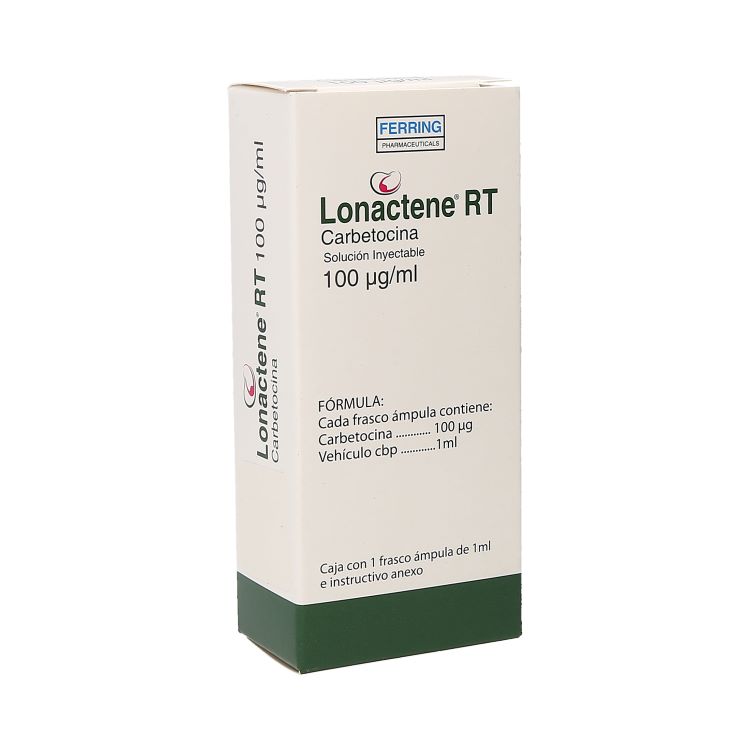 FERRING
PHARMACEUTICALS
Lonactene® RT
Carbetocina
Solución Inyectable
100 µg/ml
FÓRMULA:
Cada frasco ámpula contiene:
Carbetocina ............ 100 µg
Vehículo cbp ............1ml
Caja con 1 frasco ámpula de 1ml
e instructivo anexo
Lonactene® RT 100 µg/ml
Carbetocina